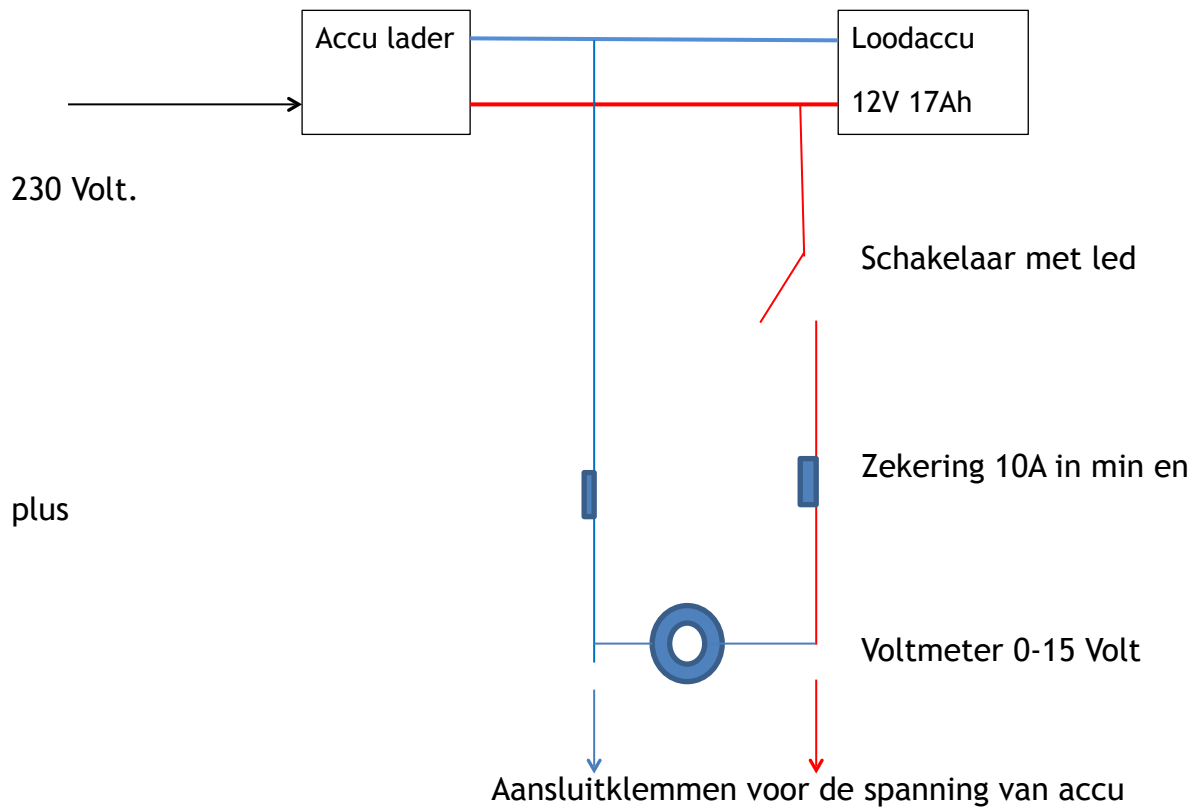 Accu lader
Loodaccu
12V 17Ah
230 Volt.
Schakelaar met led
Zekering 10A in min en
plus
Voltmeter 0-15 Volt
Aansluitklemmen voor de spanning van accu